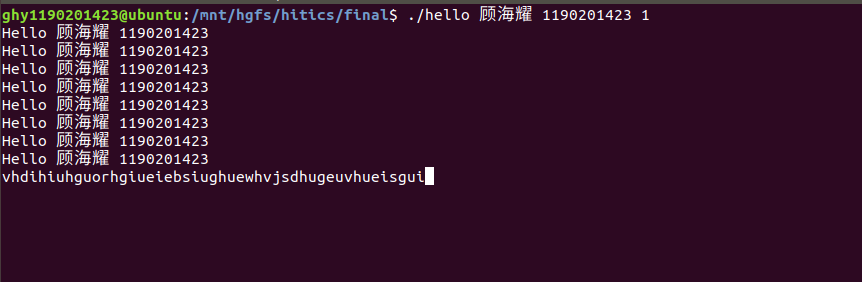 ghy1190201423@ubuntu:/mnt/hgfs/hitics/final$ ./hello 顾海耀 1190201423 1
Hello 顾海耀 1190201423
Hello 顾海耀 1190201423
Hello 顾海耀 1190201423
Hello 顾海耀 1190201423
Hello 顾海耀 1190201423
Hello 顾海耀 1190201423
Hello 顾海耀 1190201423
Hello 顾海耀 1190201423
vhdihiuhguorhgiueiebsiughuewhvjsdhugeuvhueisgui